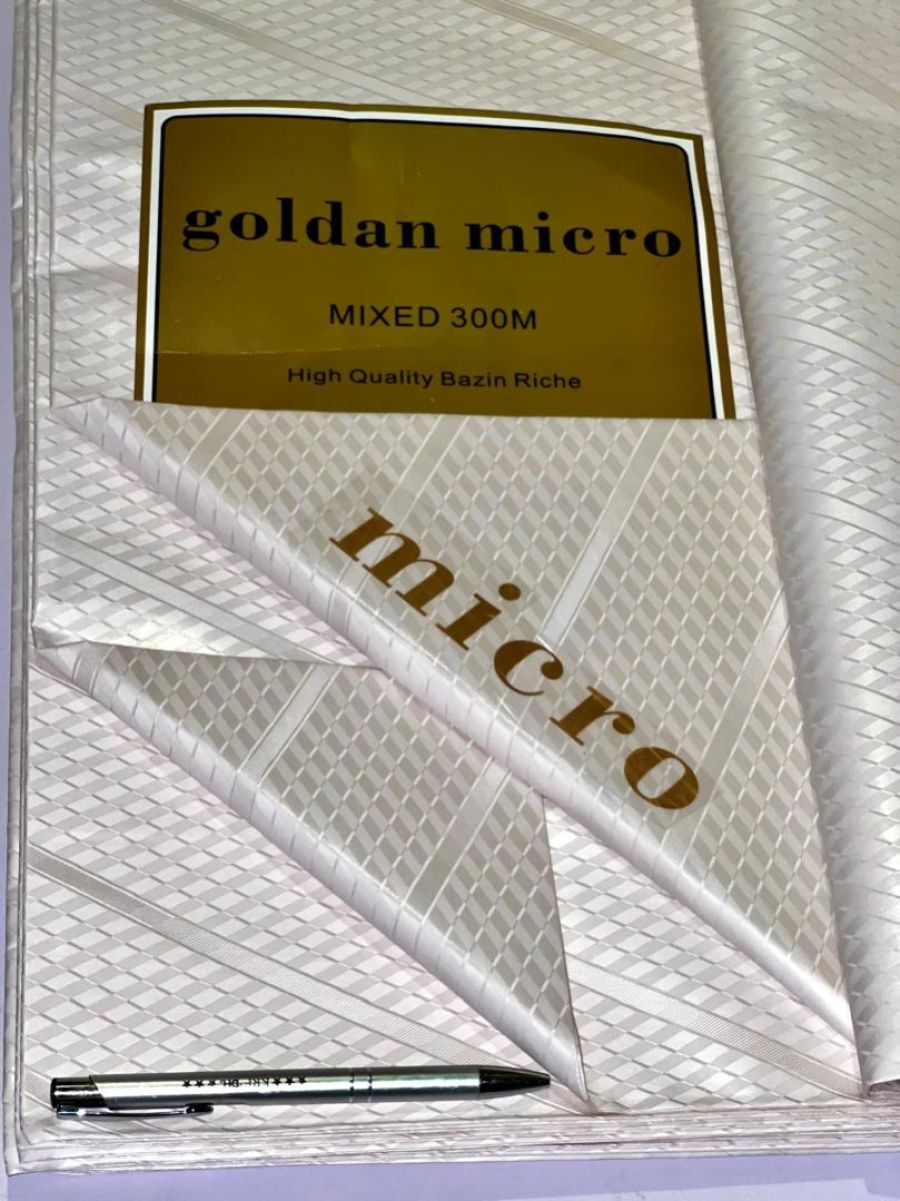 goldan micro
MIXED 300M
High Quality Bazin Riche
micro